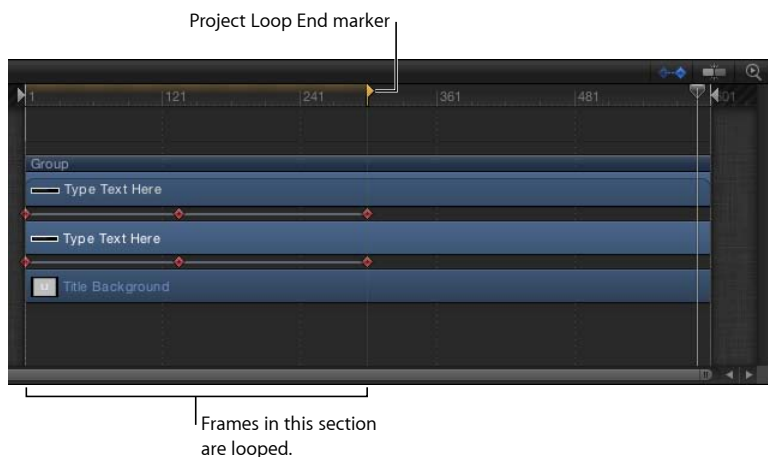 Project Loop End marker
1 121 241 361 481 601
Group
Type Text Here
Type Text Here
Title Background
Frames in this section
are looped.